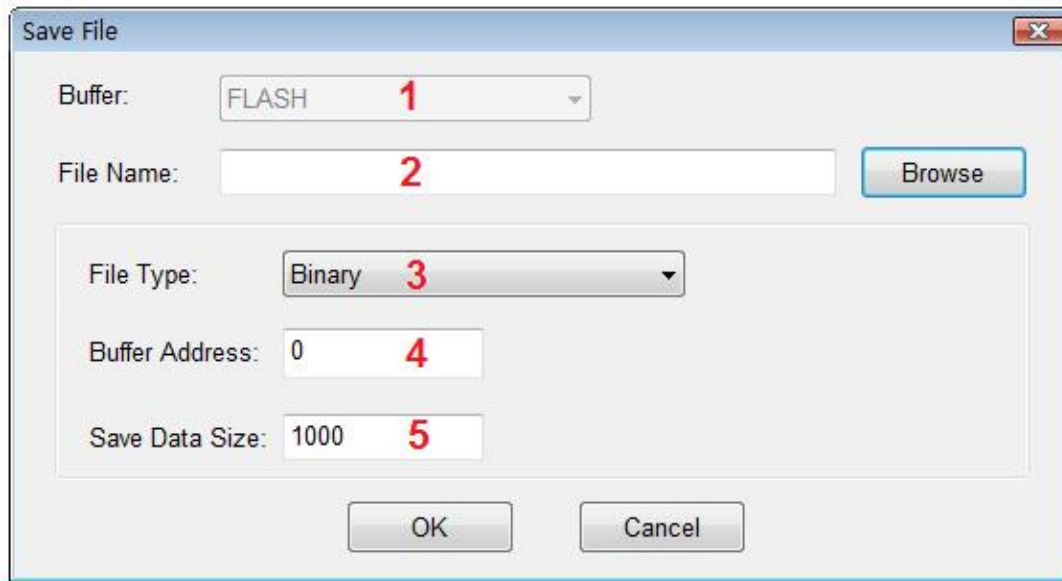 Save File
Buffer: FLASH 1
File Name: 2 Browse
File Type: Binary 3
Buffer Address: 0 4
Save Data Size: 1000 5
OK Cancel